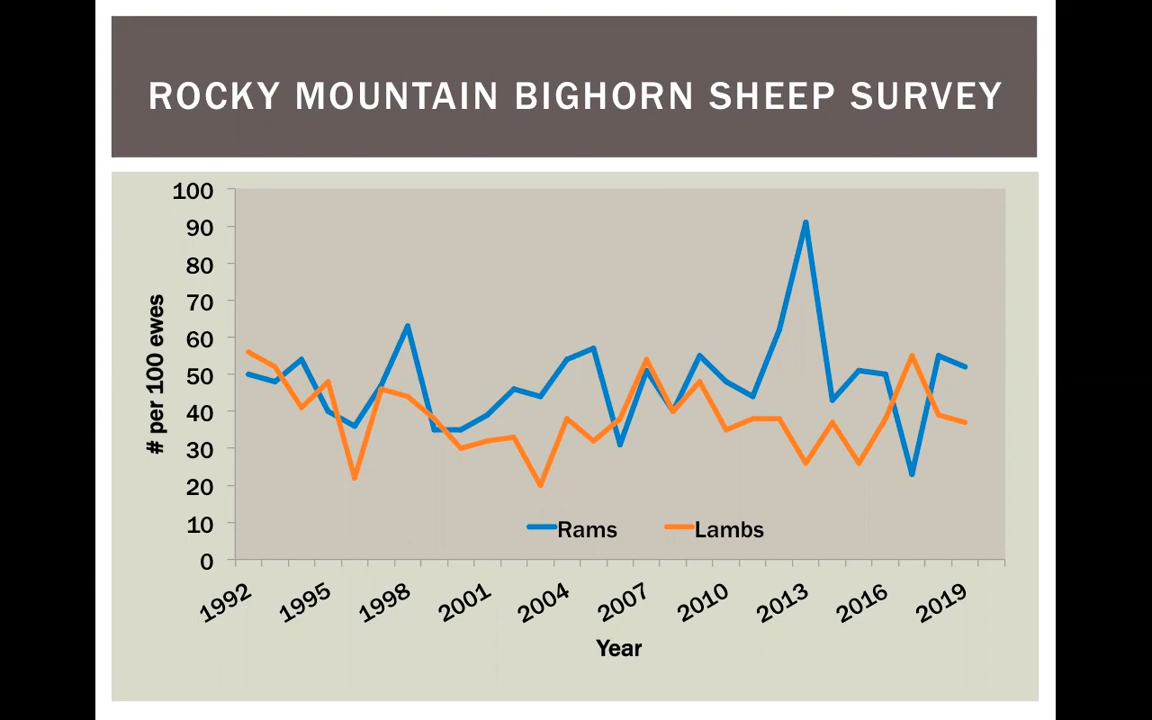 ROCKY MOUNTAIN BIGHORN SHEEP SURVEY
100
90
80
70
60
50
40
30
20
10
0
# per 100 ewes
Rams Lambs
1992 1995 1998 2001 2004 2007 2010 2013 2016 2019
Year